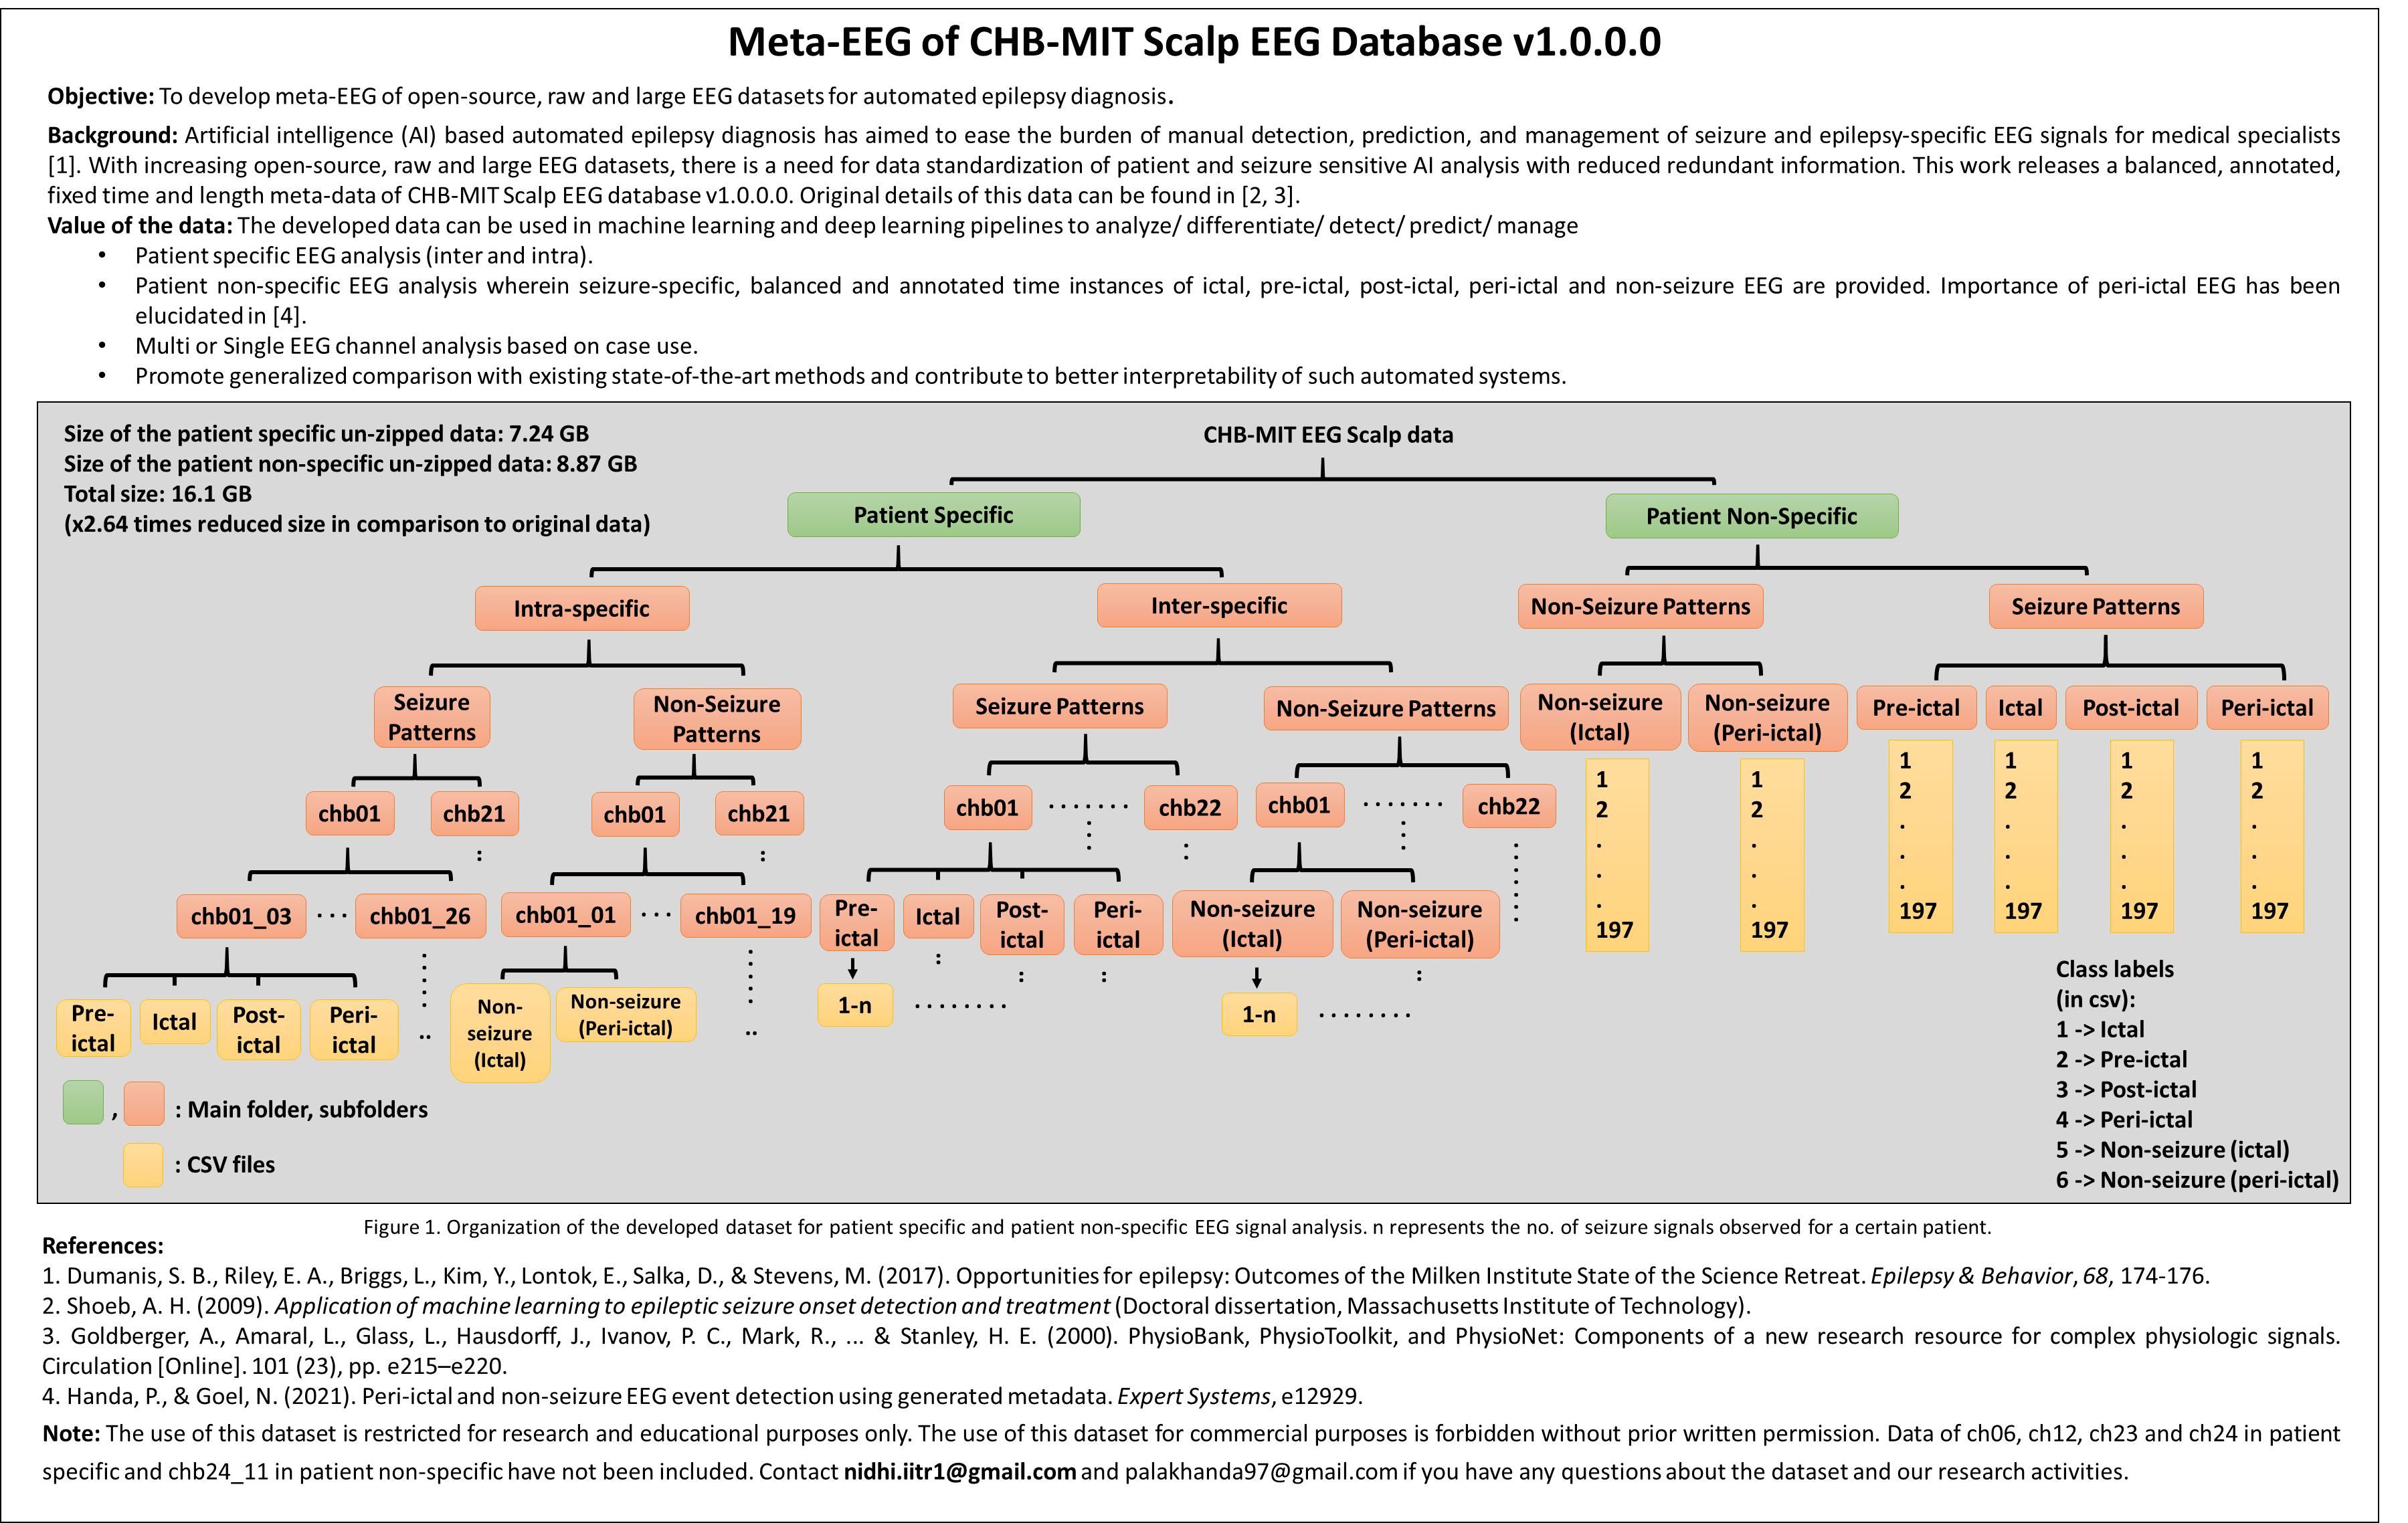 Meta-EEG of CHB-MIT Scalp EEG Database v1.0.0.0
Objective: To develop meta-EEG of open-source, raw and large EEG datasets for automated epilepsy diagnosis.
Background: Artificial intelligence (AI) based automated epilepsy diagnosis has aimed to ease the burden of manual detection, prediction, and management of seizure and epilepsy-specific EEG signals for medical specialists
[1]. With increasing open-source, raw and large EEG datasets, there is a need for data standardization of patient and seizure sensitive AI analysis with reduced redundant information. This work releases a balanced, annotated,
fixed time and length meta-data of CHB-MIT Scalp EEG database v1.0.0.0. Original details of this data can be found in [2, 3].
Value of the data: The developed data can be used in machine learning and deep learning pipelines to analyze/ differentiate/ detect/ predict/ manage
• Patient specific EEG analysis (inter and intra).
• Patient non-specific EEG analysis wherein seizure-specific, balanced and annotated time instances of ictal, pre-ictal, post-ictal, peri-ictal and non-seizure EEG are provided. Importance of peri-ictal EEG has been
elucidated in [4].
• Multi or Single EEG channel analysis based on case use.
• Promote generalized comparison with existing state-of-the-art methods and contribute to better interpretability of such automated systems.
Size of the patient specific un-zipped data: 7.24 GB
Size of the patient non-specific un-zipped data: 8.87 GB
Total size: 16.1 GB
(x2.64 times reduced size in comparison to original data)
CHB-MIT EEG Scalp data
Patient Specific
Patient Non-Specific
Intra-specific
Inter-specific
Non-Seizure Patterns
Seizure Patterns
Seizure
Patterns
Non-Seizure
Patterns
Seizure Patterns
Non-Seizure Patterns
Non-seizure
(Ictal)
Non-seizure
(Peri-ictal)
Pre-ictal
Ictal
Post-ictal
Peri-ictal
chb01
chb21
:
chb01
chb21
:
chb01
·······
chb22
:
chb01
·······
chb22
1
2
.
.
.
197
1
2
.
.
.
197
1
2
.
.
.
197
1
2
.
.
.
197
1
2
.
.
.
197
1
2
.
.
.
197
chb01_03
···
chb01_26
chb01_01
···
chb01_19
Pre-
ictal
Ictal
:
Post-
ictal
:
Peri-
ictal
:
Non-seizure
(Ictal)
Non-seizure
(Peri-ictal)
:
Pre-
ictal
Ictal
Post-
ictal
Peri-
ictal
..
Non-
seizure
(Ictal)
Non-seizure
(Peri-ictal)
..
1-n
········
1-n
········
Class labels
(in csv):
1 -> Ictal
2 -> Pre-ictal
3 -> Post-ictal
4 -> Peri-ictal
5 -> Non-seizure (ictal)
6 -> Non-seizure (peri-ictal)
, : Main folder, subfolders
: CSV files
Figure 1. Organization of the developed dataset for patient specific and patient non-specific EEG signal analysis. n represents the no. of seizure signals observed for a certain patient.
References:
1. Dumanis, S. B., Riley, E. A., Briggs, L., Kim, Y., Lontok, E., Salka, D., & Stevens, M. (2017). Opportunities for epilepsy: Outcomes of the Milken Institute State of the Science Retreat. Epilepsy & Behavior, 68, 174-176.
2. Shoeb, A. H. (2009). Application of machine learning to epileptic seizure onset detection and treatment (Doctoral dissertation, Massachusetts Institute of Technology).
3. Goldberger, A., Amaral, L., Glass, L., Hausdorff, J., Ivanov, P. C., Mark, R., ... & Stanley, H. E. (2000). PhysioBank, PhysioToolkit, and PhysioNet: Components of a new research resource for complex physiologic signals.
Circulation [Online]. 101 (23), pp. e215–e220.
4. Handa, P., & Goel, N. (2021). Peri-ictal and non-seizure EEG event detection using generated metadata. Expert Systems, e12929.
Note: The use of this dataset is restricted for research and educational purposes only. The use of this dataset for commercial purposes is forbidden without prior written permission. Data of ch06, ch12, ch23 and ch24 in patient
specific and chb24_11 in patient non-specific have not been included. Contact nidhi.iitr1@gmail.com and palakhanda97@gmail.com if you have any questions about the dataset and our research activities.